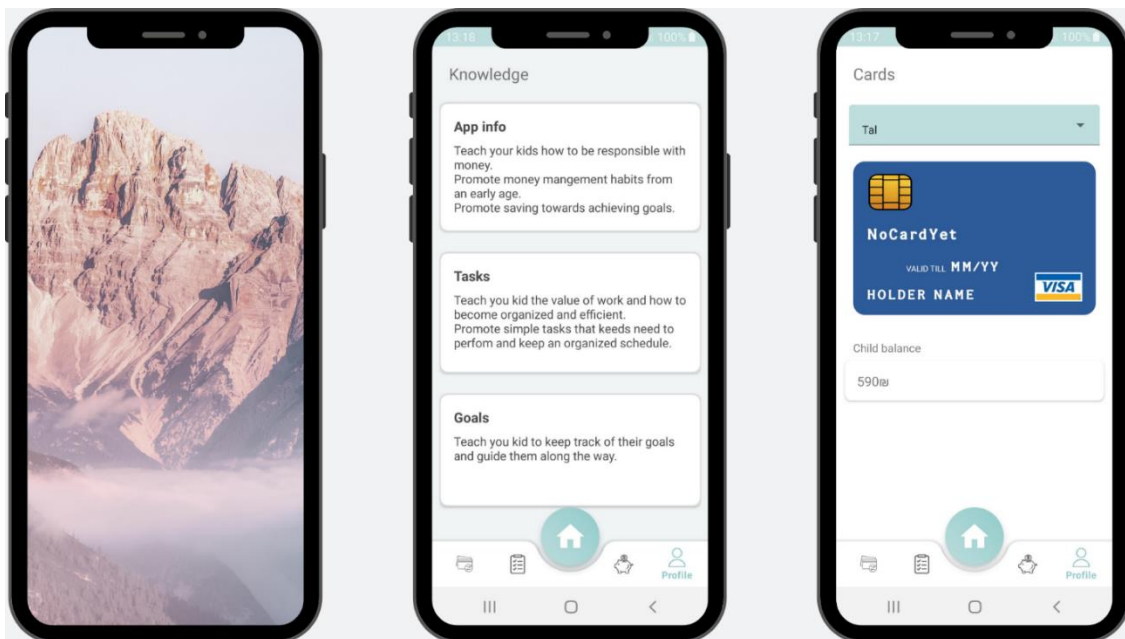 13:18
100%
Knowledge
App info
Teach your kids how to be responsible with
money.
Promote money mangement habits from
an early age.
Promote saving towards achieving goals.
Tasks
Teach you kid the value of work and how to
become organized and efficient.
Promote simple tasks that keeds need to
perfom and keep an organized schedule.
Goals
Teach you kid to keep track of their goals
and guide them along the way.
Profile
13:17
100%
Cards
Tal
NoCardYet
VALID TILL MM/YY
HOLDER NAME
VISA
Child balance
590₪
Profile